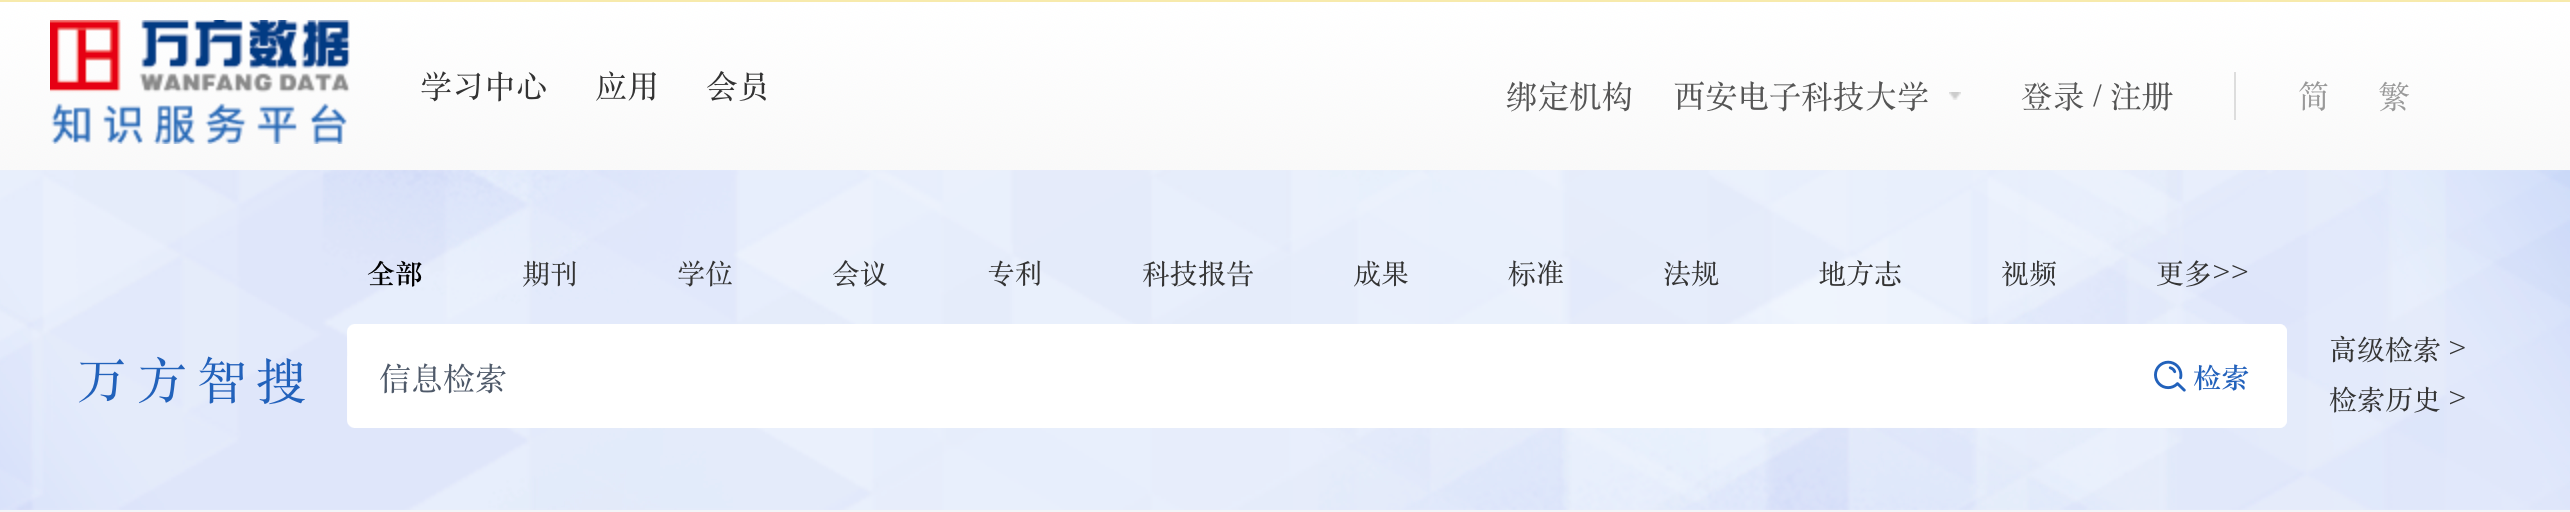 万方数据
WANFANG DATA
知识服务平台
学习中心 应用 会员
绑定机构 西安电子科技大学 登录 / 注册 简 繁
全部 期刊 学位 会议 专利 科技报告 成果 标准 法规 地方志 视频 更多>>
万方智搜
信息检索
检索
高级检索 >
检索历史 >